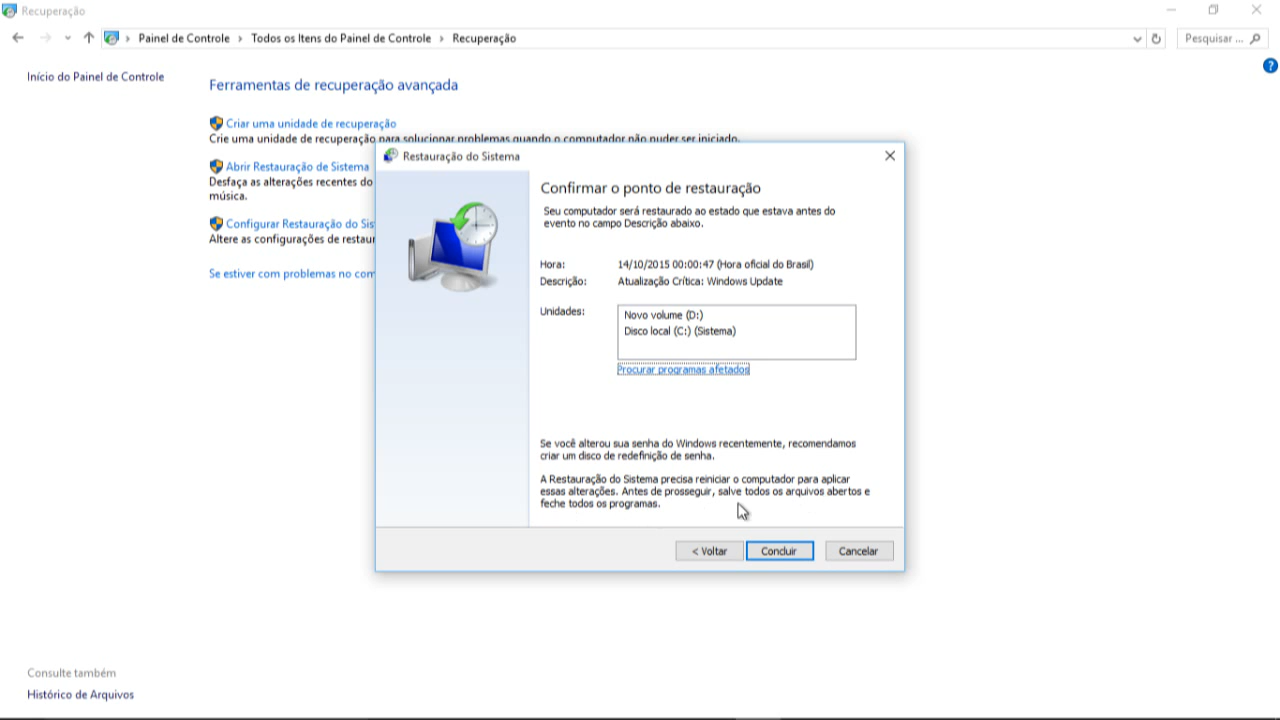 Recuperação
Painel de Controle > Todos os Itens do Painel de Controle > Recuperação
Pesquisar ...
Início do Painel de Controle
Ferramentas de recuperação avançada
Criar uma unidade de recuperação
Crie uma unidade de recuperação para solucionar problemas quando o computador não puder ser iniciado.
Abrir Restauração de Sistema
Desfaça as alterações recentes do
música.
Configurar Restauração do Sis
Altere as configurações de restaur
Se estiver com problemas no com
Restauração do Sistema
Confirmar o ponto de restauração
Seu computador será restaurado ao estado que estava antes do
evento no campo Descrição abaixo.
Hora: 14/10/2015 00:00:47 (Hora oficial do Brasil)
Descrição: Atualização Crítica: Windows Update
Unidades: Novo volume (D:)
Disco local (C:) (Sistema)
Procurar programas afetados
Se você alterou sua senha do Windows recentemente, recomendamos
criar um disco de redefinição de senha.
A Restauração do Sistema precisa reiniciar o computador para aplicar
essas alterações. Antes de prosseguir, salve todos os arquivos abertos e
feche todos os programas.
< Voltar Concluir Cancelar
Consulte também
Histórico de Arquivos